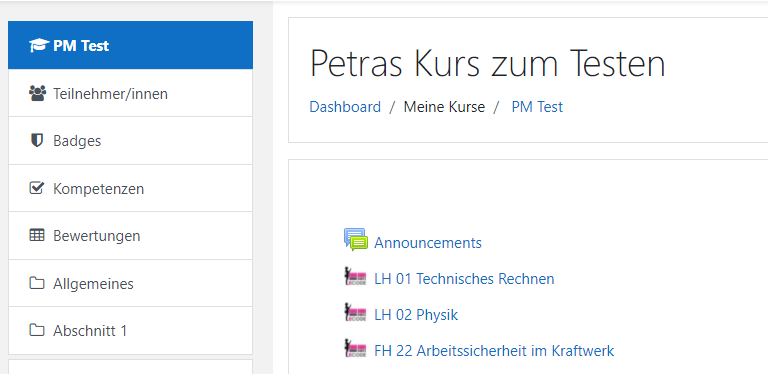 PM Test
Teilnehmer/innen
Badges
Kompetenzen
Bewertungen
Allgemeines
Abschnitt 1
Petras Kurs zum Testen
Dashboard / Meine Kurse / PM Test
Announcements
LH 01 Technisches Rechnen
LH 02 Physik
FH 22 Arbeitssicherheit im Kraftwerk